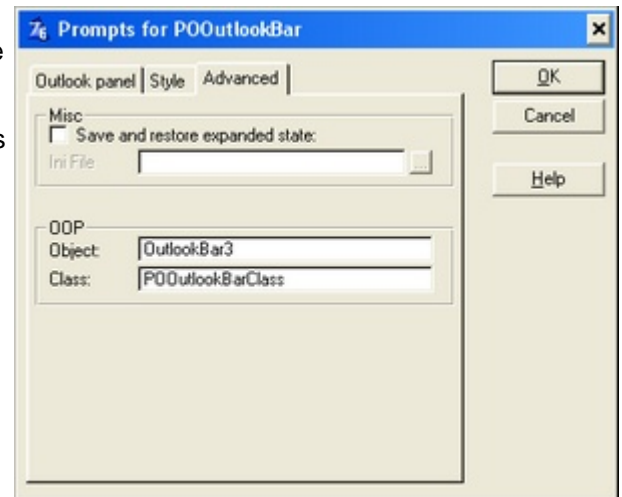 e
s
Prompts for POOutlookBar
Outlook panel Style Advanced
Misc
Save and restore expanded state:
Ini File ...
OOP
Object: OutlookBar3
Class: POOutlookBarClass
OK
Cancel
Help